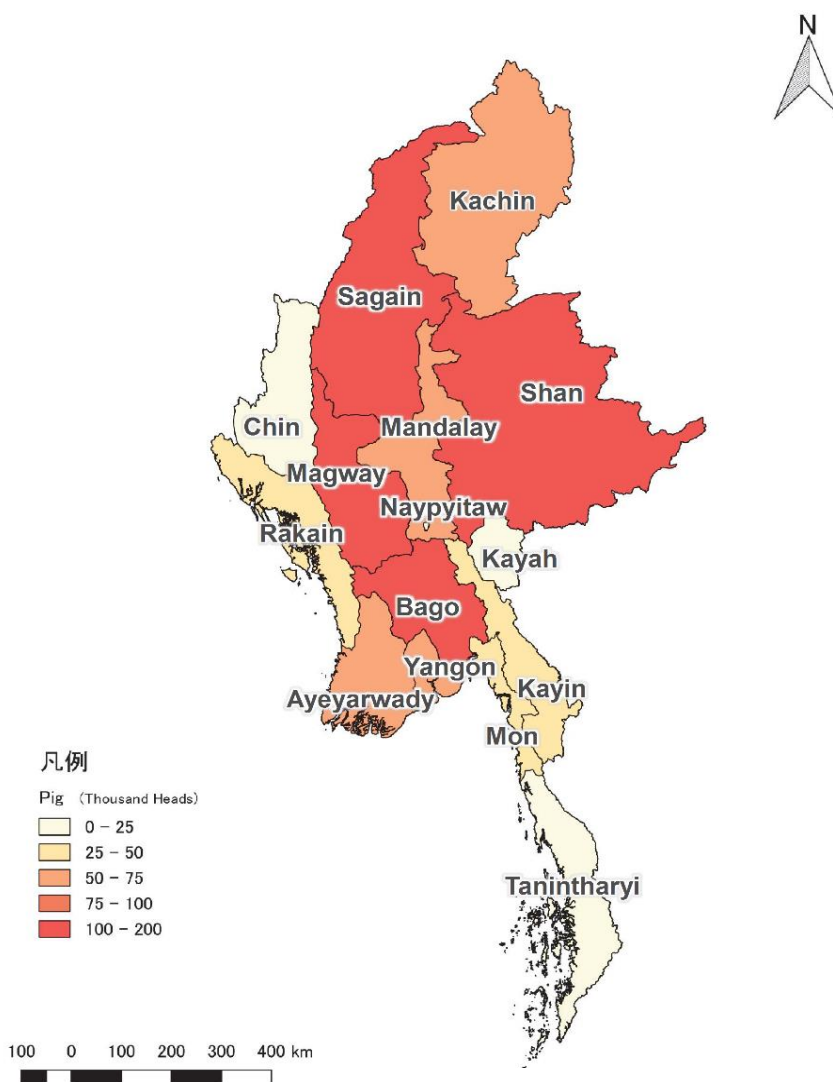 N
Kachin
Sagain
Shan
Chin
Mandalay
Magway
Naypyitaw
Rakain
Kayah
Bago
Yangon
Kayin
Ayeyarwady
Mon
凡例
Pig (Thousand Heads)
0 - 25
25 - 50
50 - 75
75 - 100
100 - 200
Tanintharyi
100 0 100 200 300 400 km